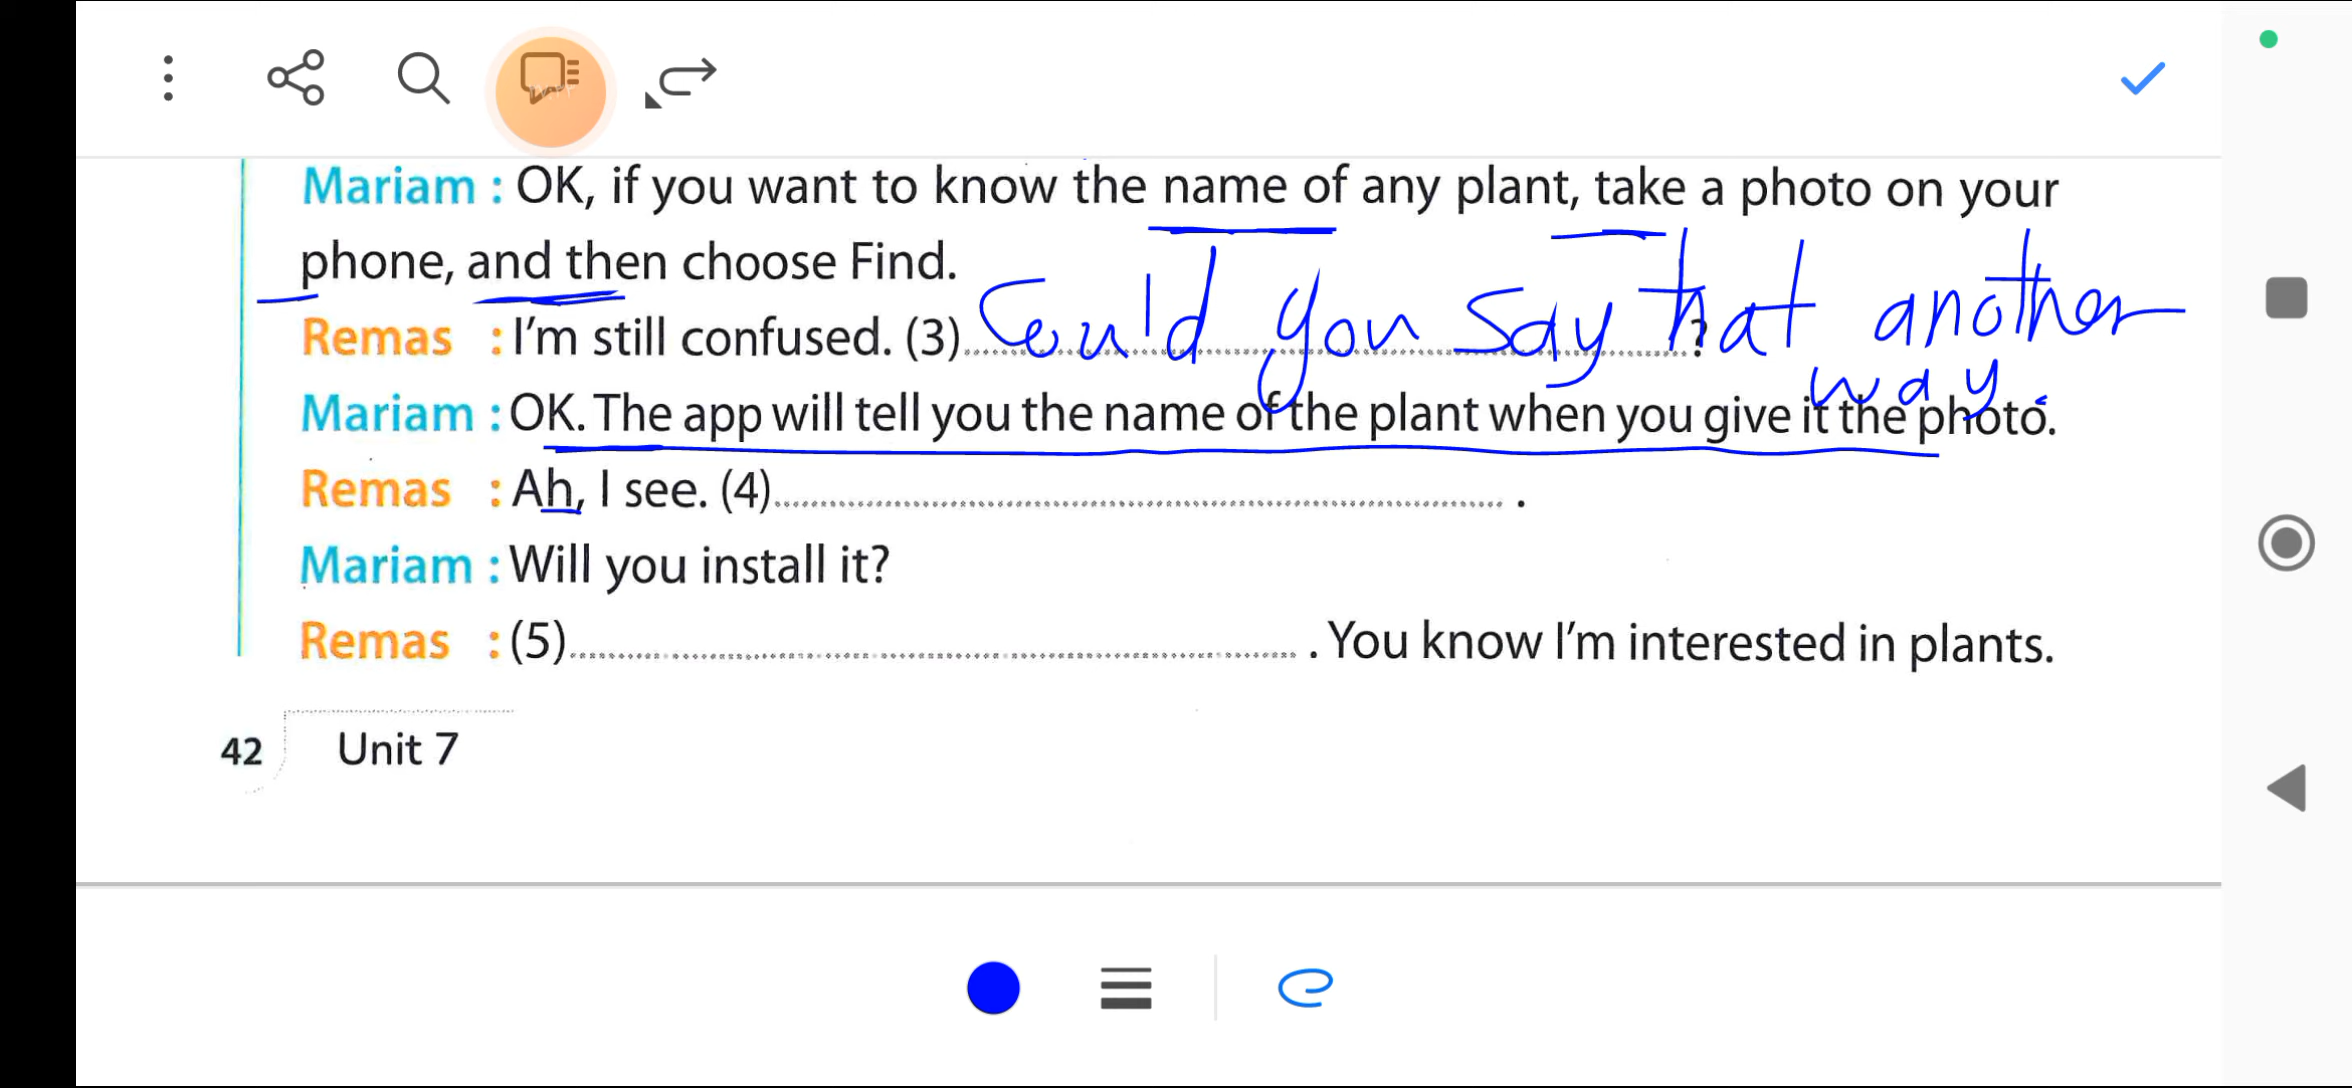 Mariam : OK, if you want to know the name of any plant, take a photo on your
phone, and then choose Find.
Remas : I'm still confused. (3) Could you say that another ?
way
Mariam : OK. The app will tell you the name of the plant when you give it the photo.
Remas : Ah, I see. (4) .
Mariam : Will you install it?
Remas : (5) . You know I'm interested in plants.
42 Unit 7